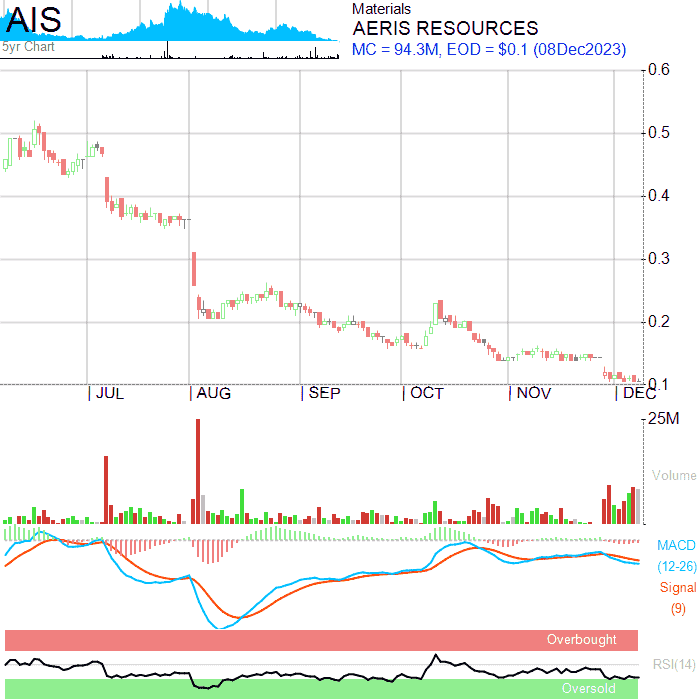 AIS
5yr Chart
Materials
AERIS RESOURCES
MC = 94.3M, EOD = $0.1 (08Dec2023)
0.6
0.5
0.4
0.3
0.2
0.1
JUL AUG SEP OCT NOV DEC
25M
Volume
MACD
(12-26)
Signal
(9)
Overbought
RSI(14)
Oversold